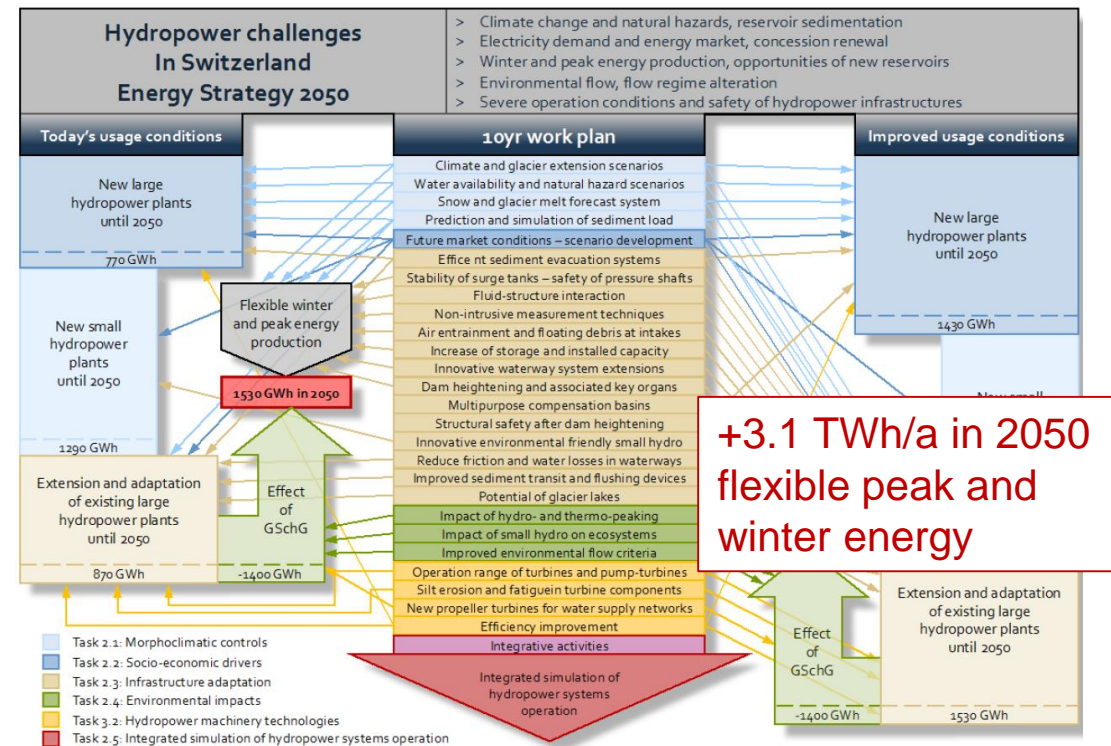 Hydropower challenges
In Switzerland
Energy Strategy 2050
> Climate change and natural hazards, reservoir sedimentation
> Electricity demand and energy market, concession renewal
> Winter and peak energy production, opportunities of new reservoirs
> Environmental flow, flow regime alteration
> Severe operation conditions and safety of hydropower infrastructures
Today's usage conditions
New large
hydropower plants
until 2050
770 GWh
New small
hydropower
plants
until 2050
1290 GWh
Extension and adaptation
of existing large
hydropower plants
until 2050
870 GWh
Flexible winter
and peak energy
production
1530 GWh in 2050
Effect
of
GSchG
-1400 GWh
10yr work plan
Climate and glacier extension scenarios
Water availability and natural hazard scenarios
Snow and glacier melt forecast system
Prediction and simulation of sediment load
Future market conditions – scenario development
Effice nt sediment evacuation systems
Stability of surge tanks – safety of pressure shafts
Fluid-structure interaction
Non-intrusive measurement techniques
Air entrainment and floating debris at intakes
Increase of storage and installed capacity
Innovative waterway system extensions
Dam heightening and associated key organs
Multipurpose compensation basins
Structural safety after dam heightening
Innovative environmental friendly small hydro
Reduce friction and water losses in waterways
Improved sediment transit and flushing devices
Potential of glacier lakes
Impact of hydro- and thermo-peaking
Impact of small hydro on ecosystems
Improved environmental flow criteria
Operation range of turbines and pump-turbines
Silt erosion and fatiguein turbine components
New propeller turbines for water supply networks
Efficiency improvement
Integrative activities
Integrated simulation of
hydropower systems
operation
Improved usage conditions
New large
hydropower plants
until 2050
1430 GWh
+3.1 TWh/a in 2050
flexible peak and
winter energy
Effect
of
GSchG
-1400 GWh
Extension and adaptation
of existing large
hydropower plants
until 2050
1530 GWh
Task 2.1: Morphoclimatic controls
Task 2.2: Socio-economic drivers
Task 2.3: Infrastructure adaptation
Task 2.4: Environmental impacts
Task 3.2: Hydropower machinery technologies
Task 2.5: Integrated simulation of hydropower systems operation